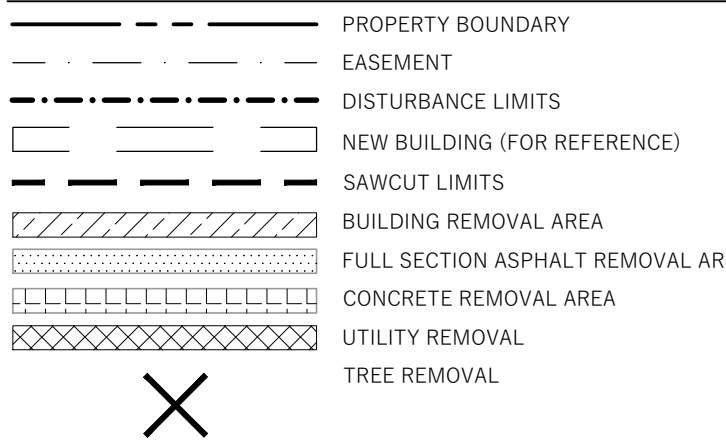 PROPERTY BOUNDARY
EASEMENT
DISTURBANCE LIMITS
NEW BUILDING (FOR REFERENCE)
SAWCUT LIMITS
BUILDING REMOVAL AREA
FULL SECTION ASPHALT REMOVAL AR
CONCRETE REMOVAL AREA
UTILITY REMOVAL
TREE REMOVAL